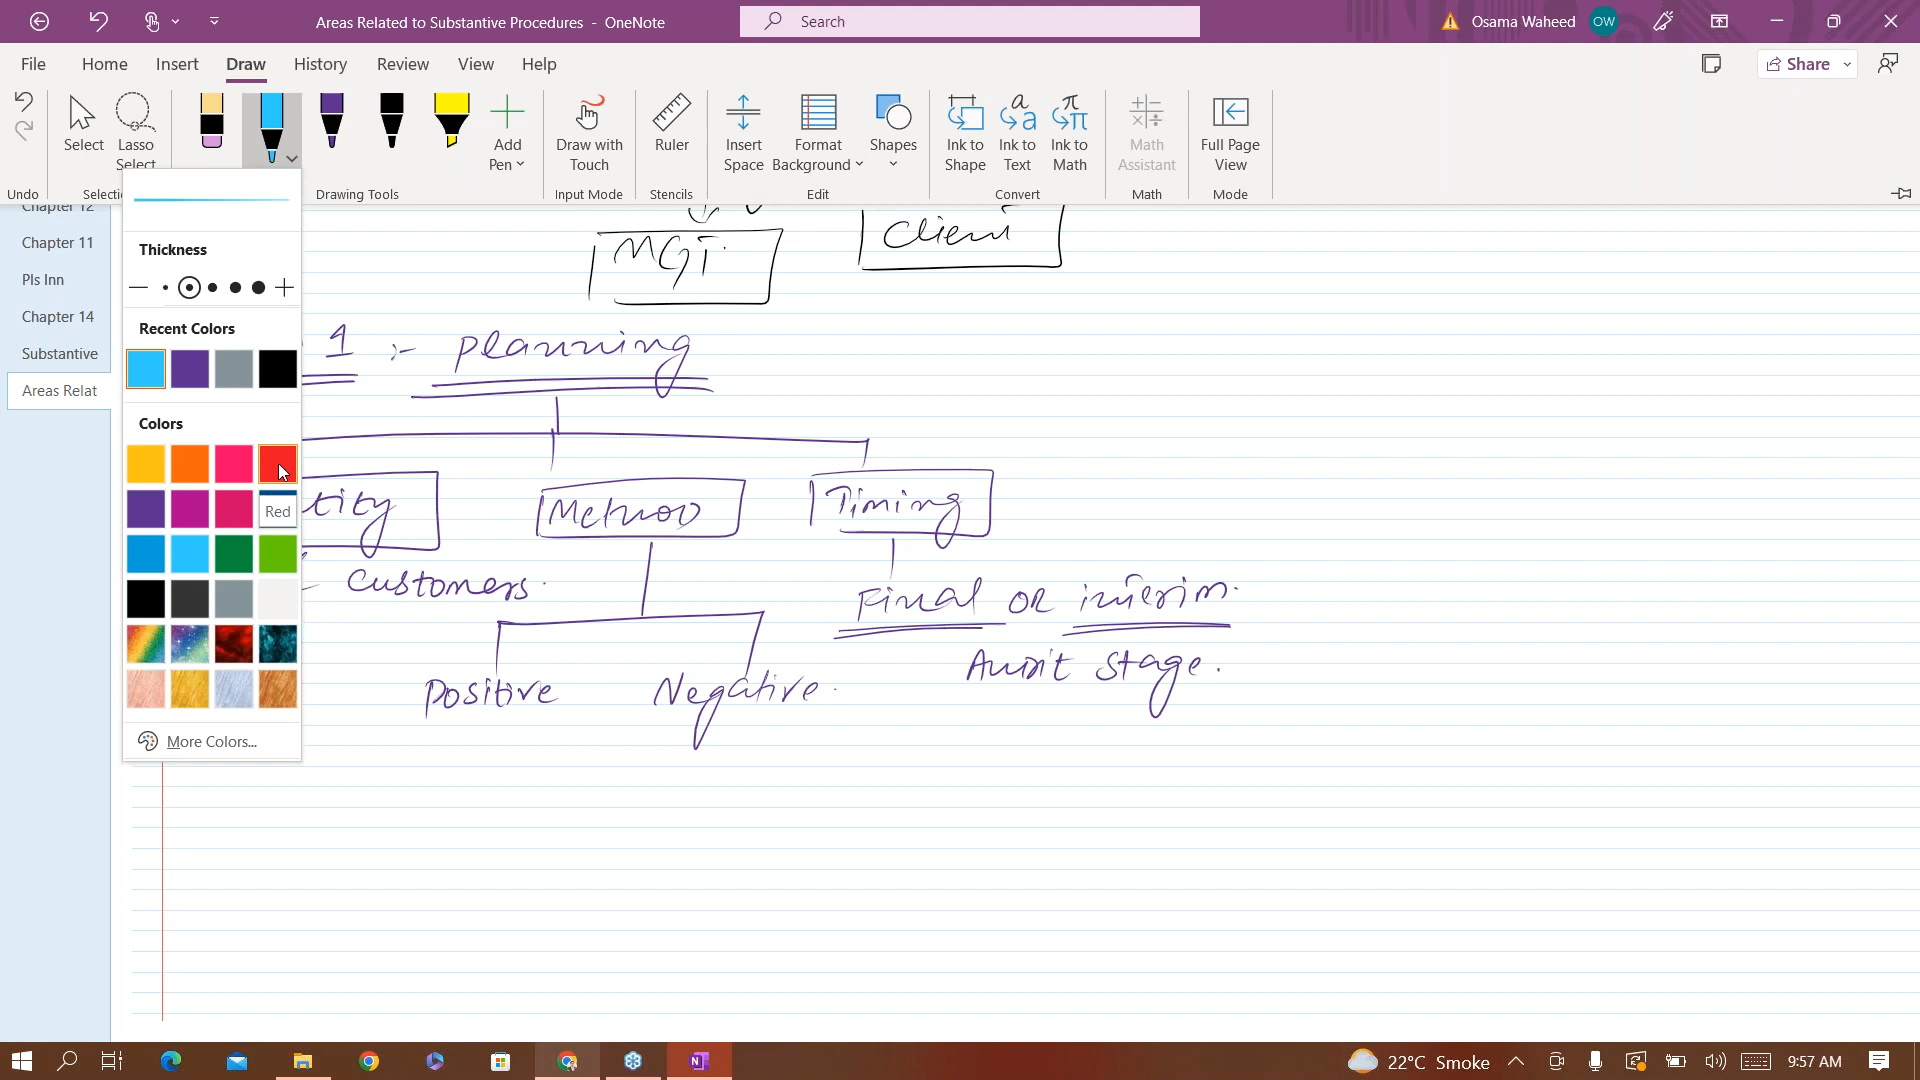 Areas Related to Substantive Procedures - OneNote
Search
Osama Waheed
OW
File
Home
Insert
Draw
History
Review
View
Help
Share
Select
Lasso
Select
Add
Pen
Draw with
Touch
Ruler
Insert
Space
Format
Background
Shapes
Ink to
Shape
Ink to
Text
Ink to
Math
Math
Assistant
Full Page
View
Undo
Selectio
Drawing Tools
Input Mode
Stencils
Edit
Convert
Math
Mode
Chapter 12
Chapter 11
Pls Inn
Chapter 14
Substantive
Areas Relat
Thickness
Recent Colors
Colors
Red
More Colors...
MGT.
Client
1 :- Planning
tity
Method
Timing
- Customers.
Final OR interim.
Audit Stage.
Positive
Negative.
22°C Smoke
9:57 AM